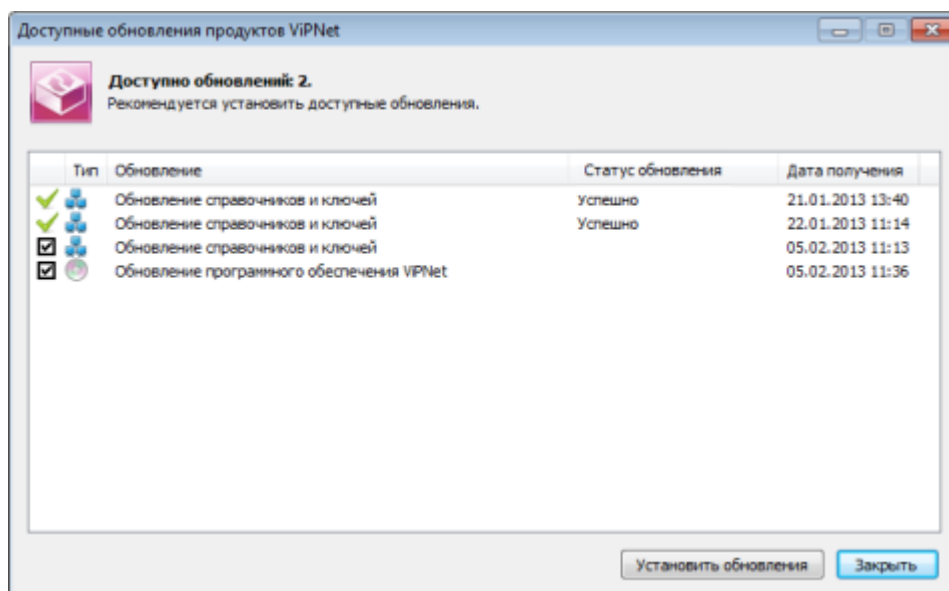 Доступные обновления продуктов ViPNet
Доступно обновлений: 2.
Рекомендуется установить доступные обновления.
Тип Обновление Статус обновления Дата получения
Обновление справочников и ключей Успешно 21.01.2013 13:40
Обновление справочников и ключей Успешно 22.01.2013 11:14
Обновление справочников и ключей 05.02.2013 11:13
Обновление программного обеспечения ViPNet 05.02.2013 11:36
Установить обновления Закрыть